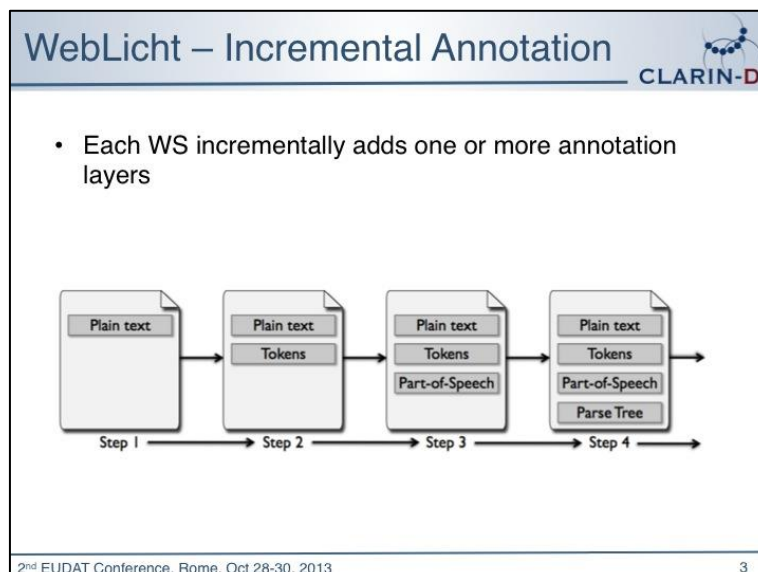 WebLicht – Incremental Annotation
CLARIN-D
• Each WS incrementally adds one or more annotation
layers
Plain text
Plain text
Tokens
Plain text
Tokens
Part-of-Speech
Plain text
Tokens
Part-of-Speech
Parse Tree
Step 1
Step 2
Step 3
Step 4
2nd EUDAT Conference, Rome, Oct 28-30, 2013
3